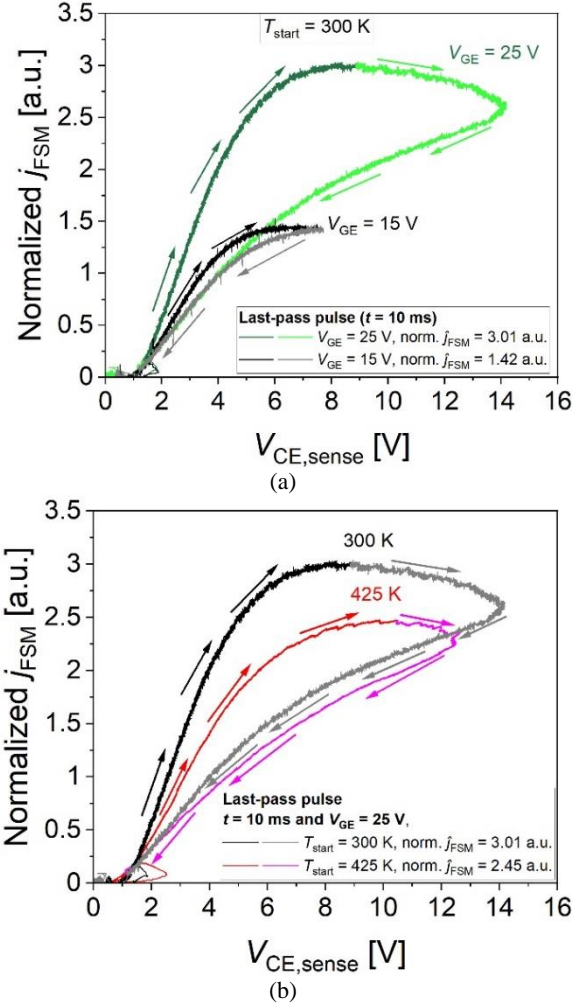 T_start = 300 K
V_GE = 25 V
V_GE = 15 V
Normalized j_FSM [a.u.]
3.5
3
2.5
2
1.5
1
0.5
0
Last-pass pulse (t = 10 ms)
V_GE = 25 V, norm. ĵ_FSM = 3.01 a.u.
V_GE = 15 V, norm. ĵ_FSM = 1.42 a.u.
0 2 4 6 8 10 12 14 16
V_CE,sense [V]
(a)
300 K
425 K
Normalized j_FSM [a.u.]
3.5
3
2.5
2
1.5
1
0.5
0
Last-pass pulse
t = 10 ms and V_GE = 25 V,
T_start = 300 K, norm. ĵ_FSM = 3.01 a.u.
T_start = 425 K, norm. ĵ_FSM = 2.45 a.u.
0 2 4 6 8 10 12 14 16
V_CE,sense [V]
(b)